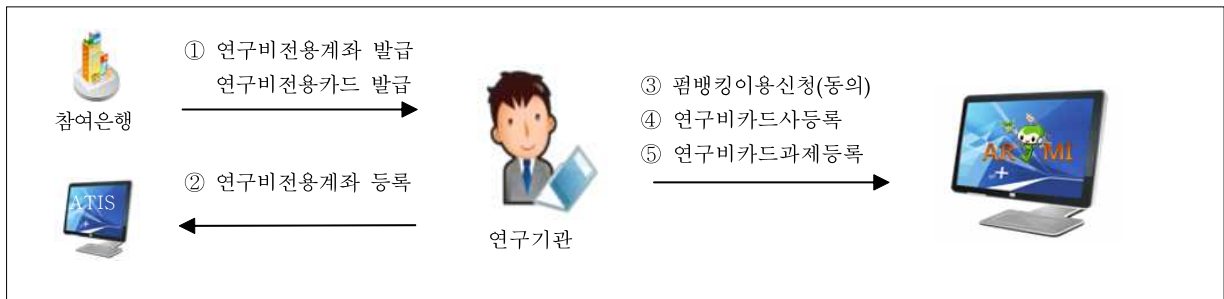 ① 연구비전용계좌 발급
연구비전용카드 발급
참여은행
② 연구비전용계좌 등록
ATIS
연구기관
③ 펌뱅킹이용신청(동의)
④ 연구비카드사등록
⑤ 연구비카드과제등록